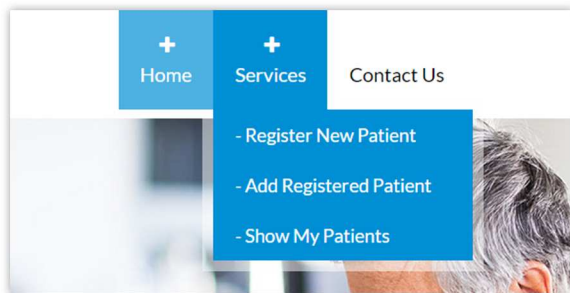 Home Services Contact Us
- Register New Patient
- Add Registered Patient
- Show My Patients